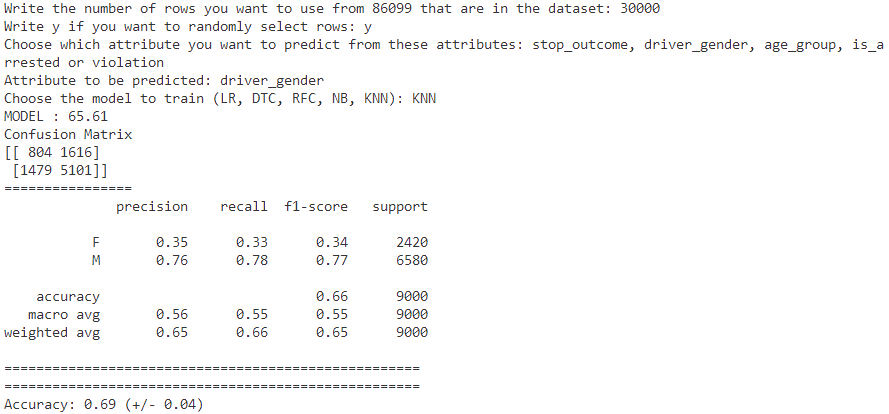 Write the number of rows you want to use from 86099 that are in the dataset: 30000
Write y if you want to randomly select rows: y
Choose which attribute you want to predict from these attributes: stop_outcome, driver_gender, age_group, is_a
rrested or violation
Attribute to be predicted: driver_gender
Choose the model to train (LR, DTC, RFC, NB, KNN): KNN
MODEL : 65.61
Confusion Matrix
[[ 804 1616]
 [1479 5101]]
================
              precision    recall  f1-score   support

           F       0.35      0.33      0.34      2420
           M       0.76      0.78      0.77      6580

    accuracy                           0.66      9000
   macro avg       0.56      0.55      0.55      9000
weighted avg       0.65      0.66      0.65      9000

====================================================
====================================================
Accuracy: 0.69 (+/- 0.04)